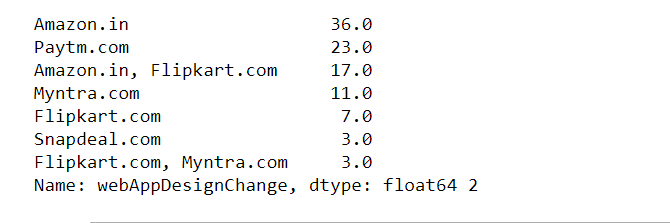 Amazon.in 36.0
Paytm.com 23.0
Amazon.in, Flipkart.com 17.0
Myntra.com 11.0
Flipkart.com 7.0
Snapdeal.com 3.0
Flipkart.com, Myntra.com 3.0
Name: webAppDesignChange, dtype: float64 2